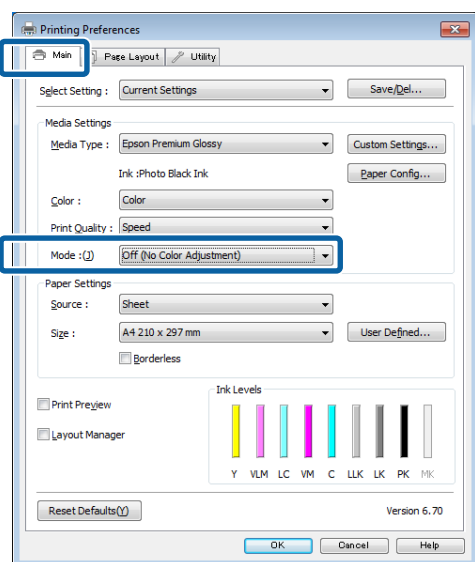 Printing Preferences
Main Page Layout Utility
Select Setting : Current Settings Save/Del...
Media Settings
Media Type : Epson Premium Glossy Custom Settings...
Ink :Photo Black Ink Paper Config...
Color : Color
Print Quality : Speed
Mode :(J) Off (No Color Adjustment)
Paper Settings
Source : Sheet
Size : A4 210 x 297 mm User Defined...
Borderless
Ink Levels
Print Preview
Layout Manager
Y VLM LC VM C LLK LK PK MK
Reset Defaults(Y) Version 6.70
OK Cancel Help